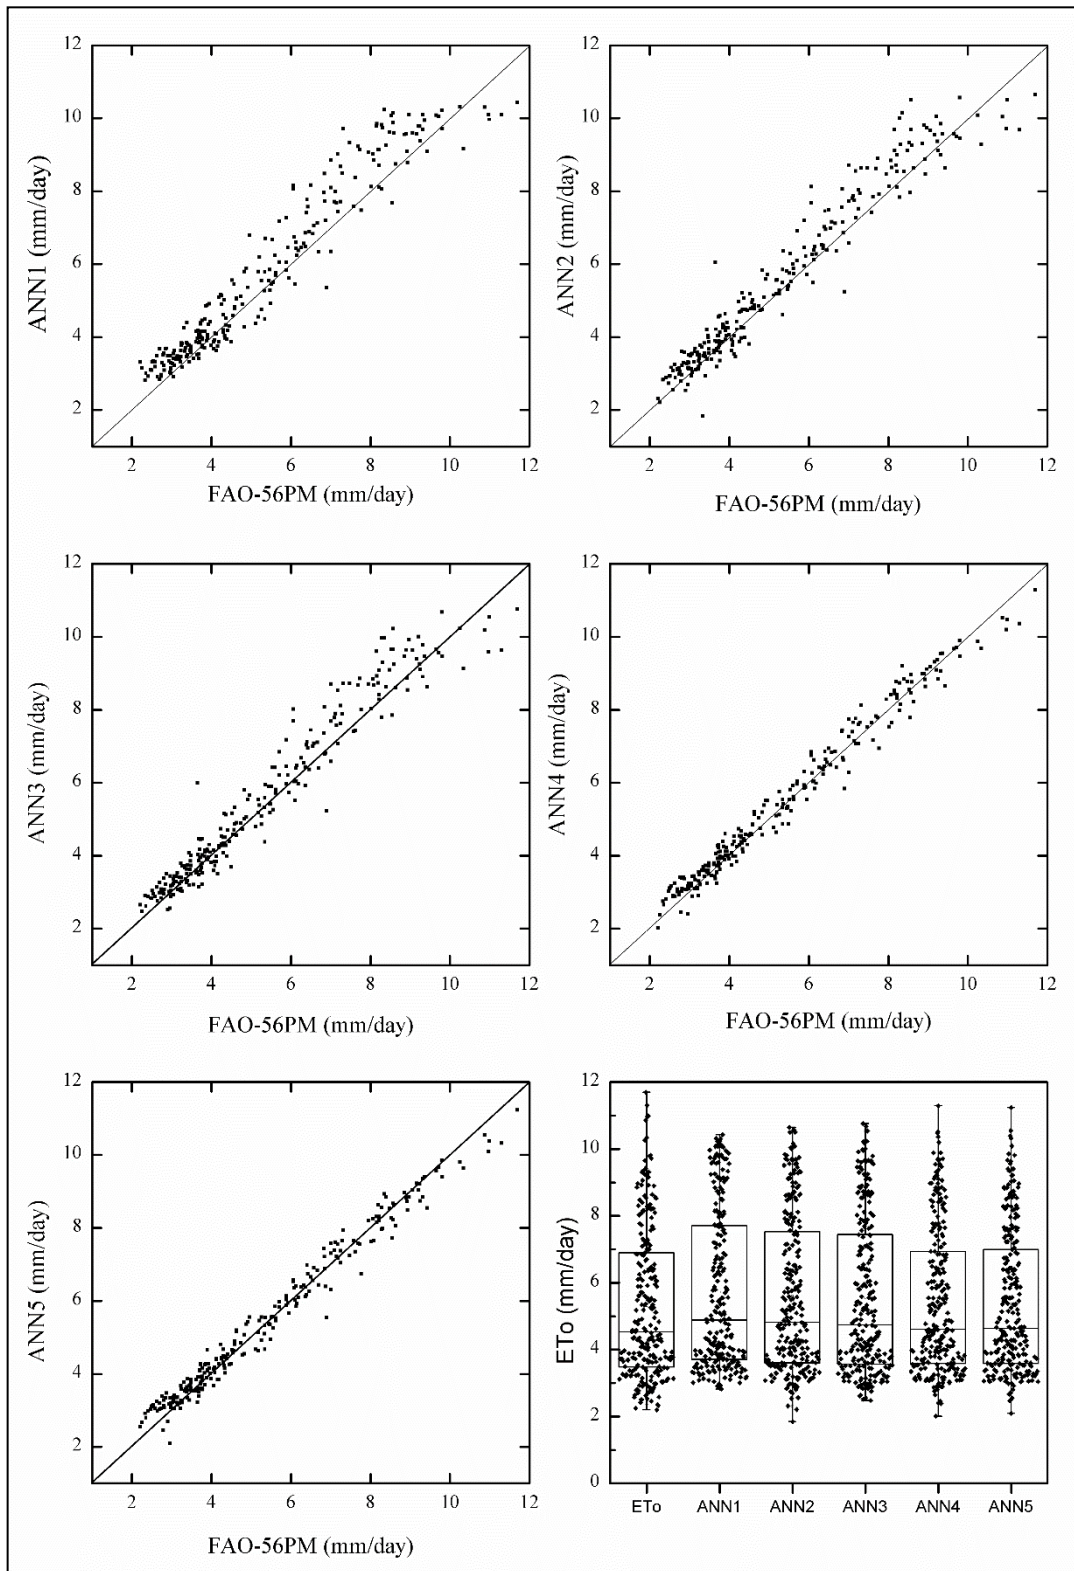 12
10
8
6
4
2
ANN1 (mm/day)
2 4 6 8 10 12
FAO-56PM (mm/day)
12
10
8
6
4
2
ANN2 (mm/day)
2 4 6 8 10 12
FAO-56PM (mm/day)
12
10
8
6
4
2
ANN3 (mm/day)
2 4 6 8 10 12
FAO-56PM (mm/day)
12
10
8
6
4
2
ANN4 (mm/day)
2 4 6 8 10 12
FAO-56PM (mm/day)
12
10
8
6
4
2
ANN5 (mm/day)
2 4 6 8 10 12
FAO-56PM (mm/day)
12
10
8
6
4
2
0
ETo (mm/day)
ETo ANN1 ANN2 ANN3 ANN4 ANN5